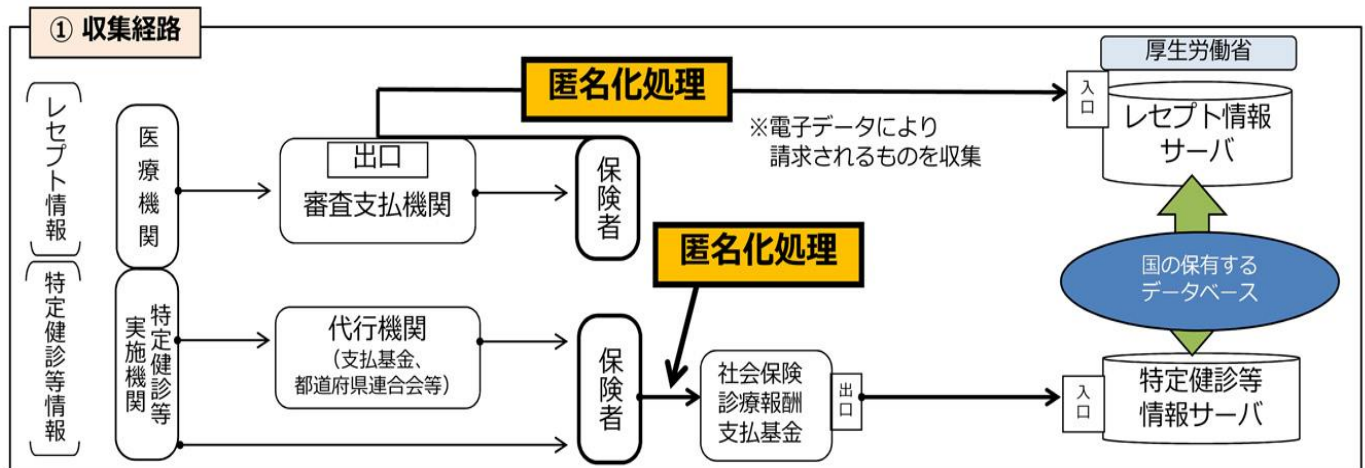 ① 収集経路
厚生労働省
匿名化処理
入口
レセプト情報
サーバ
※電子データにより
請求されるものを収集
レセプト情報
医療機関
出口
審査支払機関
保険者
匿名化処理
国の保有する
データベース
特定健診等情報
特定健診等
実施機関
代行機関
(支払基金、
都道府県連合会等)
保険者
社会保険
診療報酬
支払基金
出口
入口
特定健診等
情報サーバ